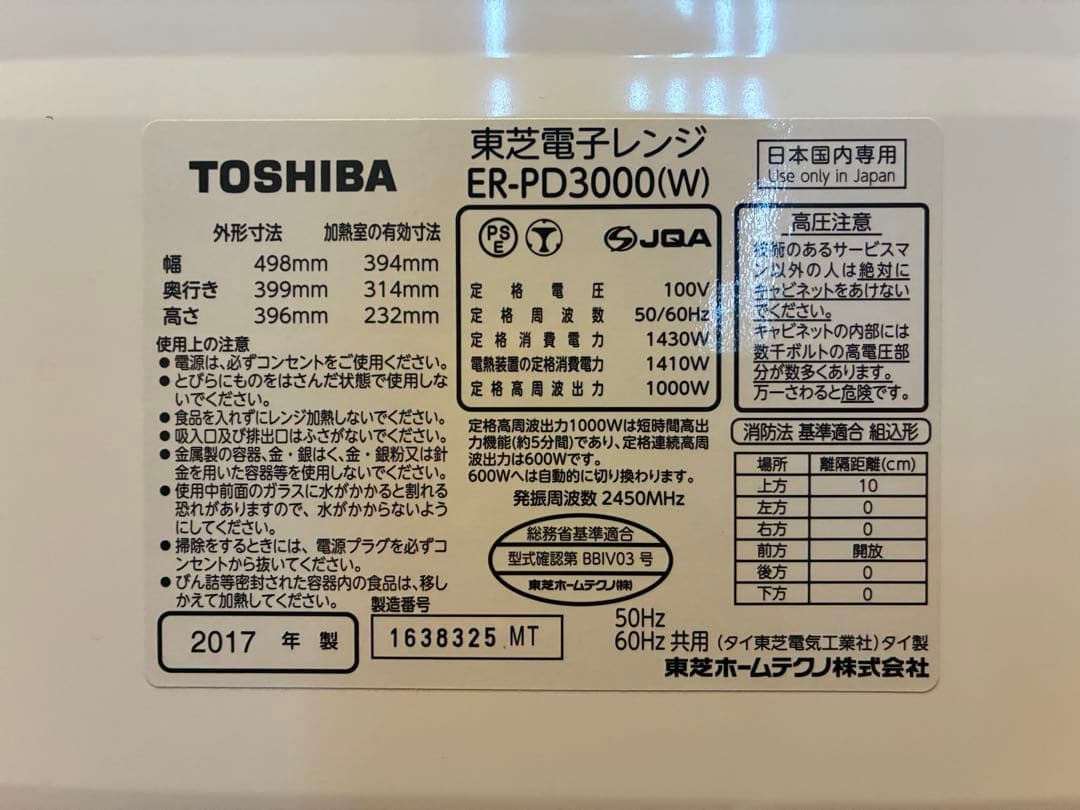 TOSHIBA
東芝電子レンジ
ER-PD3000(W)
日本国内専用
Use only in Japan
外形寸法 加熱室の有効寸法
幅 498mm 394mm
奥行き 399mm 314mm
高さ 396mm 232mm
使用上の注意
●電源は、必ずコンセントをご使用ください。
●とびらにものをはさんだ状態で使用しな
いでください。
●食品を入れずにレンジ加熱しないでください。
●吸入口及び排出口はふさがないでください。
●金属製の容器、金・銀はく、金・銀粉又は針
金を用いた容器等を使用しないでください。
●使用中前面のガラスに水がかかると割れる
恐れがありますので、水がかからないよう
にしてください。
●掃除をするときには、電源プラグを必ずコ
ンセントから抜いてください。
●びん詰等密封された容器内の食品は、移し
かえて加熱してください。
PSE JQA
定格電圧 100V
定格周波数 50/60Hz
定格消費電力 1430W
電熱装置の定格消費電力 1410W
定格高周波出力 1000W
定格高周波出力1000Wは短時間高出
力機能(約5分間)であり、定格連続高周
波出力は600Wです。
600Wへは自動的に切り換わります。
発振周波数 2450MHz
総務省基準適合
型式確認第 BBIV03 号
東芝ホームテクノ(株)
高圧注意
技術のあるサービスマ
ン以外の人は絶対に
キャビネットをあけない
でください。
キャビネットの内部には
数千ボルトの高電圧部
分が数多くあります。
万一さわると危険です。
消防法 基準適合 組込形
場所 離隔距離(cm)
上方 10
左方 0
右方 0
前方 開放
後方 0
下方 0
2017 年 製
製造番号
1638325 MT
50Hz
60Hz 共用 (タイ東芝電気工業社)タイ製
東芝ホームテクノ株式会社